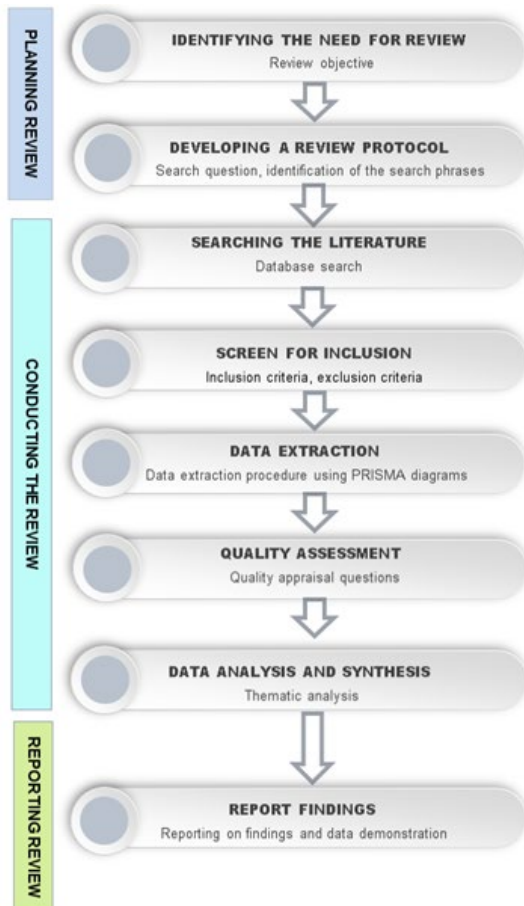 PLANNING REVIEW
IDENTIFYING THE NEED FOR REVIEW
Review objective
DEVELOPING A REVIEW PROTOCOL
Search question, identification of the search phrases
CONDUCTING THE REVIEW
SEARCHING THE LITERATURE
Database search
SCREEN FOR INCLUSION
Inclusion criteria, exclusion criteria
DATA EXTRACTION
Data extraction procedure using PRISMA diagrams
QUALITY ASSESSMENT
Quality appraisal questions
DATA ANALYSIS AND SYNTHESIS
Thematic analysis
REPORTING REVIEW
REPORT FINDINGS
Reporting on findings and data demonstration